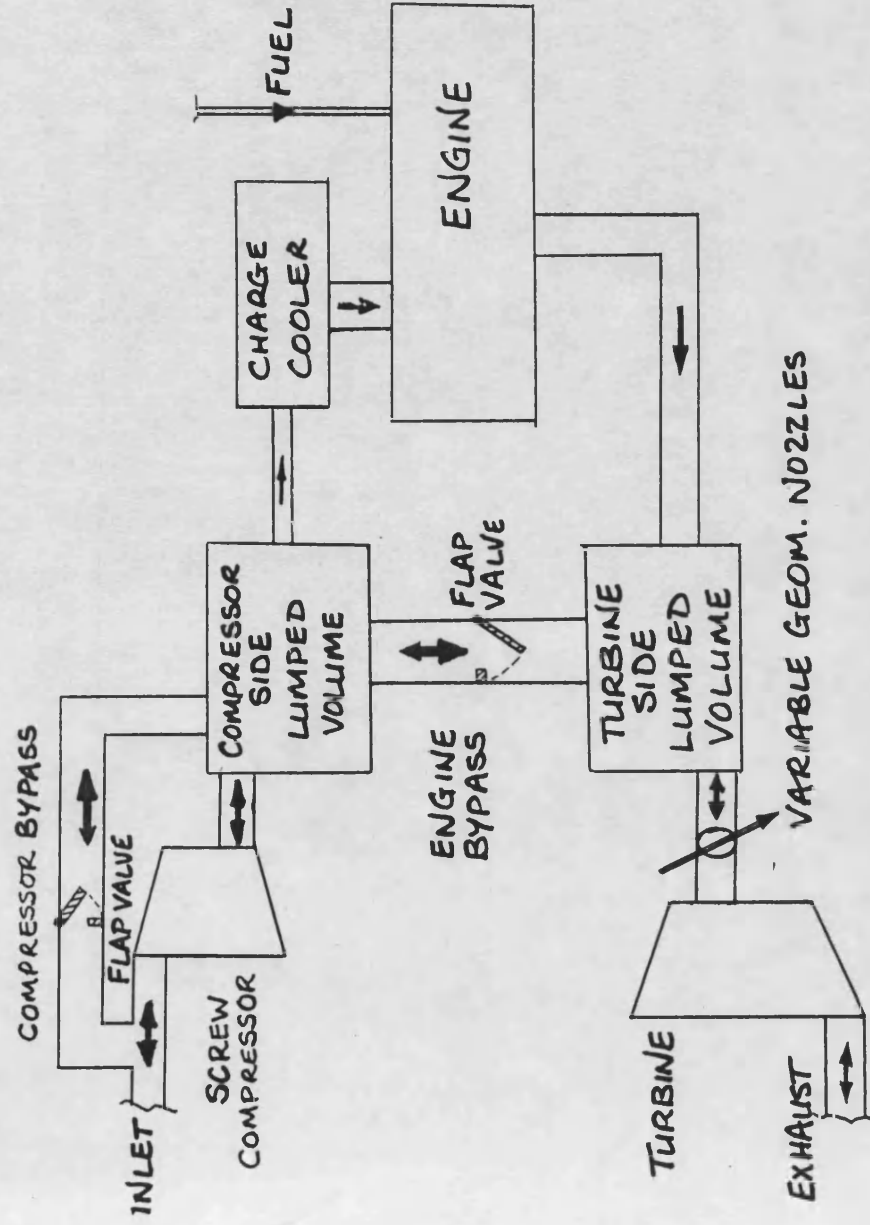 COMPRESSOR BYPASS
INLET
FLAP VALVE
SCREW
COMPRESSOR
COMPRESSOR
SIDE
LUMPED
VOLUME
CHARGE
COOLER
FUEL
ENGINE
ENGINE
BYPASS
FLAP
VALVE
TURBINE
EXHAUST
TURBINE
SIDE
LUMPED
VOLUME
VARIABLE GEOM. NOZZLES